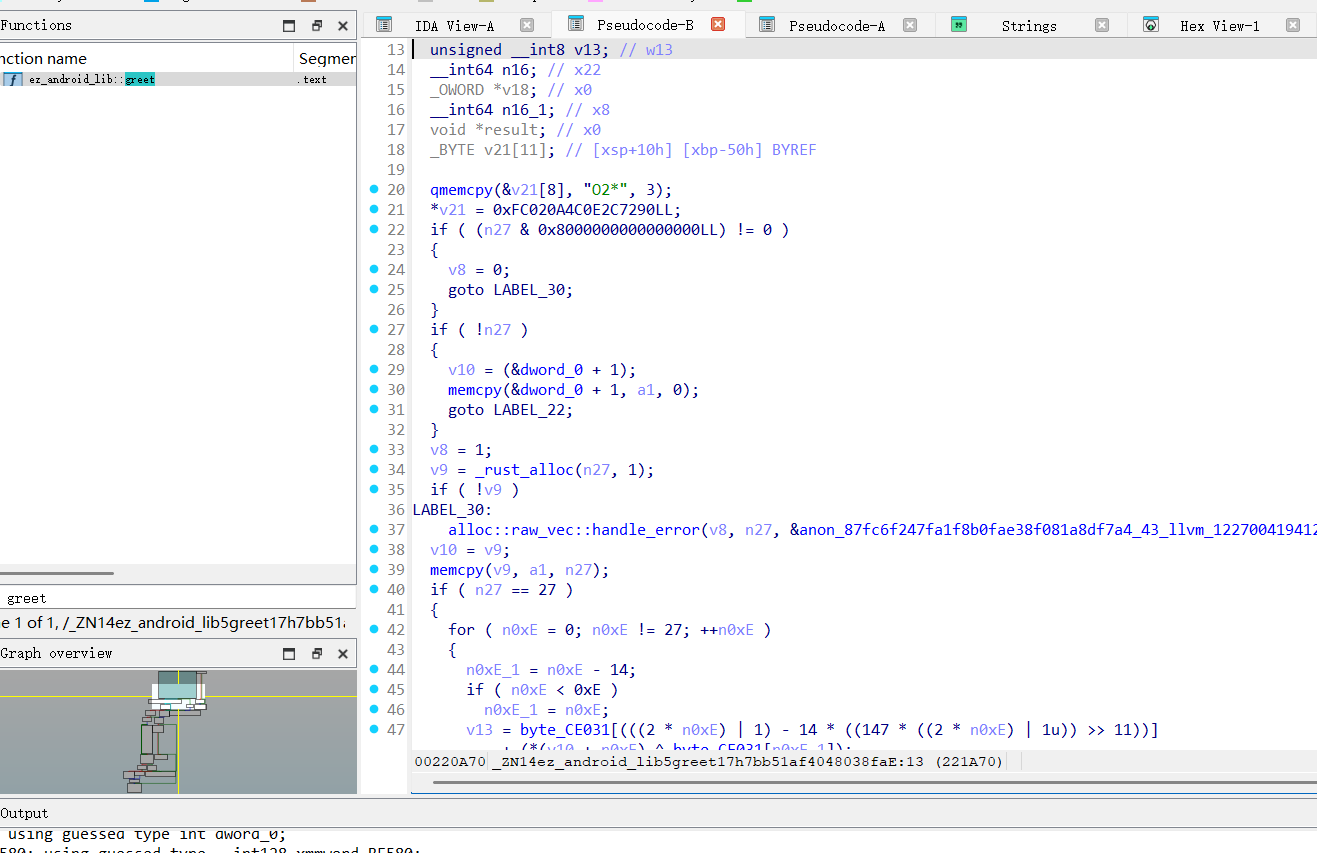 Functions
IDA View-A
Pseudocode-B
Pseudocode-A
Strings
Hex View-1
nction name Segmer
f ez_android_lib::greet .text
13 unsigned __int8 v13; // w13
14 __int64 n16; // x22
15 _OWORD *v18; // x0
16 __int64 n16_1; // x8
17 void *result; // x0
18 _BYTE v21[11]; // [xsp+10h] [xbp-50h] BYREF
19
20 qmemcpy(&v21[8], "O2*", 3);
21 *v21 = 0xFC020A4C0E2C7290LL;
22 if ( (n27 & 0x8000000000000000LL) != 0 )
23 {
24 v8 = 0;
25 goto LABEL_30;
26 }
27 if ( !n27 )
28 {
29 v10 = (&dword_0 + 1);
30 memcpy(&dword_0 + 1, a1, 0);
31 goto LABEL_22;
32 }
33 v8 = 1;
34 v9 = _rust_alloc(n27, 1);
35 if ( !v9 )
36 LABEL_30:
37 alloc::raw_vec::handle_error(v8, n27, &anon_87fc6f247fa1f8b0fae38f081a8df7a4_43_llvm_122700419412
38 v10 = v9;
39 memcpy(v9, a1, n27);
40 if ( n27 == 27 )
41 {
42 for ( n0xE = 0; n0xE != 27; ++n0xE )
43 {
44 n0xE_1 = n0xE - 14;
45 if ( n0xE < 0xE )
46 n0xE_1 = n0xE;
47 v13 = byte_CE031[(((2 * n0xE) | 1) - 14 * ((147 * ((2 * n0xE) | 1u)) >> 11))]
+ (*(v10 + n0xE) ^ byte_CE031[n0xE_1]);
00220A70 _ZN14ez_android_lib5greet17h7bb51af4048038faE:13 (221A70)
greet
e 1 of 1, /_ZN14ez_android_lib5greet17h7bb51a
Graph overview
Output
using guessed type int dword_0;